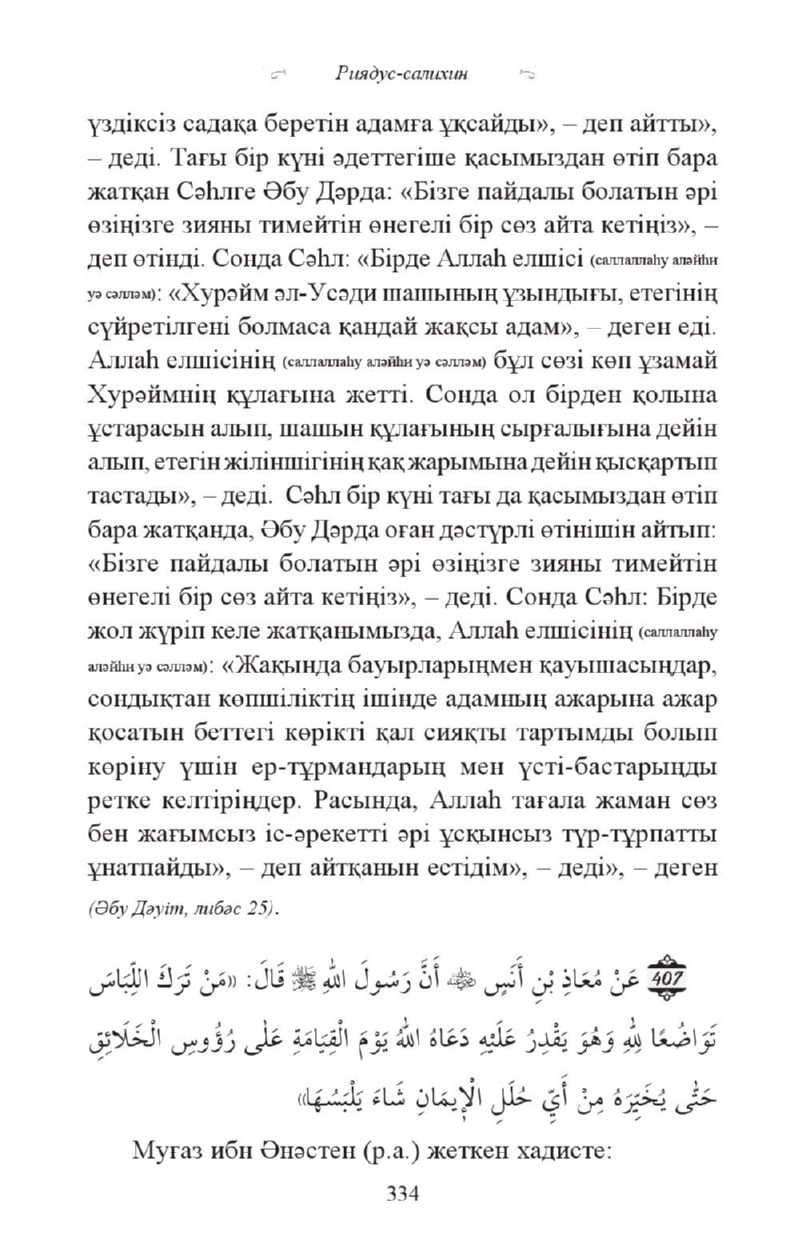 Риядус-салихин
үздіксіз садақа беретін адамға ұқсайды», – деп айтты»,
– деді. Тағы бір күні әдеттегіше қасымыздан өтіп бара
жатқан Сәһлге Әбу Дәрда: «Бізге пайдалы болатын әрі
өзіңізге зияны тимейтін өнегелі бір сөз айта кетіңіз», –
деп өтінді. Сонда Сәһл: «Бірде Аллаһ елшісі (саллаллаһу аләйһи
уә сәлләм): «Хурәйм әл-Усәди шашының ұзындығы, етегінің
сүйретілгені болмаса қандай жақсы адам», – деген еді.
Аллаһ елшісінің (саллаллаһу аләйһи уә сәлләм) бұл сөзі көп ұзамай
Хурәймнің құлағына жетті. Сонда ол бірден қолына
ұстарасын алып, шашын құлағының сырғалығына дейін
алып, етегін жіліншігінің қақ жарымына дейін қысқартып
тастады», – деді. Сәһл бір күні тағы да қасымыздан өтіп
бара жатқанда, Әбу Дәрда оған дәстүрлі өтінішін айтып:
«Бізге пайдалы болатын әрі өзіңізге зияны тимейтін
өнегелі бір сөз айта кетіңіз», – деді. Сонда Сәһл: Бірде
жол жүріп келе жатқанымызда, Аллаһ елшісінің (саллаллаһу
аләйһи уә сәлләм): «Жақында бауырларыңмен қауышасыңдар,
сондықтан көпшіліктің ішінде адамның ажарына ажар
қосатын беттегі көрікті қал сияқты тартымды болып
көріну үшін ер-тұрмандарың мен үсті-бастарыңды
ретке келтіріңдер. Расында, Аллаһ тағала жаман сөз
бен жағымсыз іс-әрекетті әрі ұсқынсыз түр-тұрпатты
ұнатпайды», – деп айтқанын естідім», – деді», – деген
(Әбу Дәуіт, либәс 25).
407 عَنْ مُعَاذِ بْنِ أَنَسٍ ﵁ أَنَّ رَسُولَ اللهِ ﷺ قَالَ: «مَنْ تَرَكَ اللِّبَاسَ
تَوَاضُعًا لِلّٰهِ وَهُوَ يَقْدِرُ عَلَيْهِ دَعَاهُ اللهُ يَوْمَ الْقِيَامَةِ عَلٰى رُؤُوسِ الْخَلَائِقِ
حَتّٰى يُخَيِّرَهُ مِنْ أَيِّ حُلَلِ الْإِيمَانِ شَاءَ يَلْبَسُهَا»
Муғаз ибн Әнәстен (р.а.) жеткен хадисте:
334